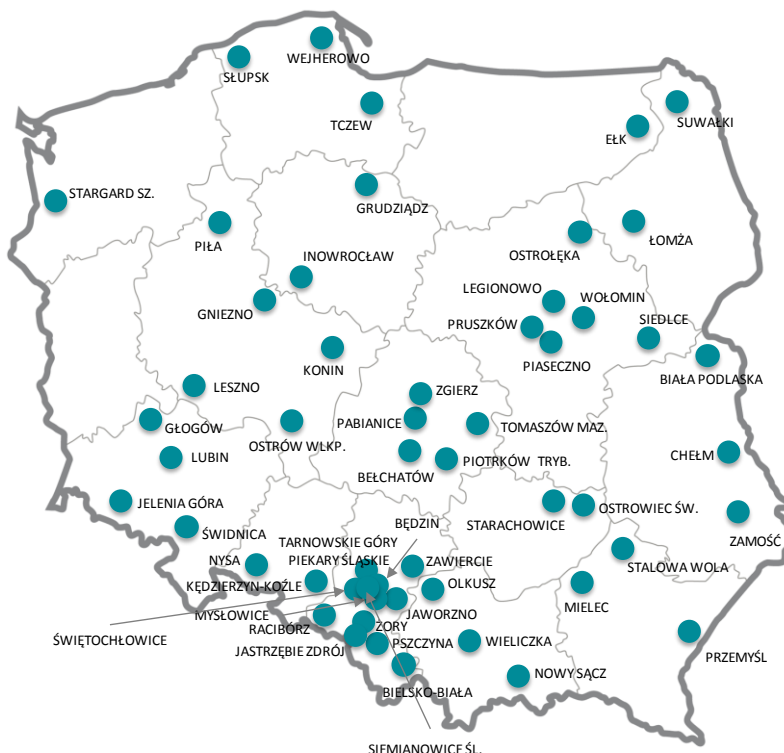 WEJHEROWO
SŁUPSK
TCZEW
SUWAŁKI
EŁK
STARGARD SZ.
GRUDZIĄDZ
PIŁA
ŁOMŻA
OSTROŁĘKA
INOWROCŁAW
LEGIONOWO
WOŁOMIN
GNIEZNO
PRUSZKÓW
SIEDLCE
PIASECZNO
KONIN
BIAŁA PODLASKA
LESZNO
ZGIERZ
GŁOGÓW
PABIANICE
TOMASZÓW MAZ.
OSTRÓW WLKP.
LUBIN
CHEŁM
PIOTRKÓW TRYB.
BEŁCHATÓW
JELENIA GÓRA
OSTROWIEC ŚW.
BĘDZIN
STARACHOWICE
ŚWIDNICA
TARNOWSKIE GÓRY
ZAMOŚĆ
PIEKARY ŚLĄSKIE
NYSA
ZAWIERCIE
STALOWA WOLA
KĘDZIERZYN-KOŹLE
OLKUSZ
MIELEC
MYSŁOWICE
JAWORZNO
RACIBÓRZ
ŻORY
ŚWIĘTOCHŁOWICE
PSZCZYNA
WIELICZKA
JASTRZĘBIE ZDRÓJ
PRZEMYŚL
NOWY SĄCZ
BIELSKO-BIAŁA
SIEMIANOWICE ŚL.